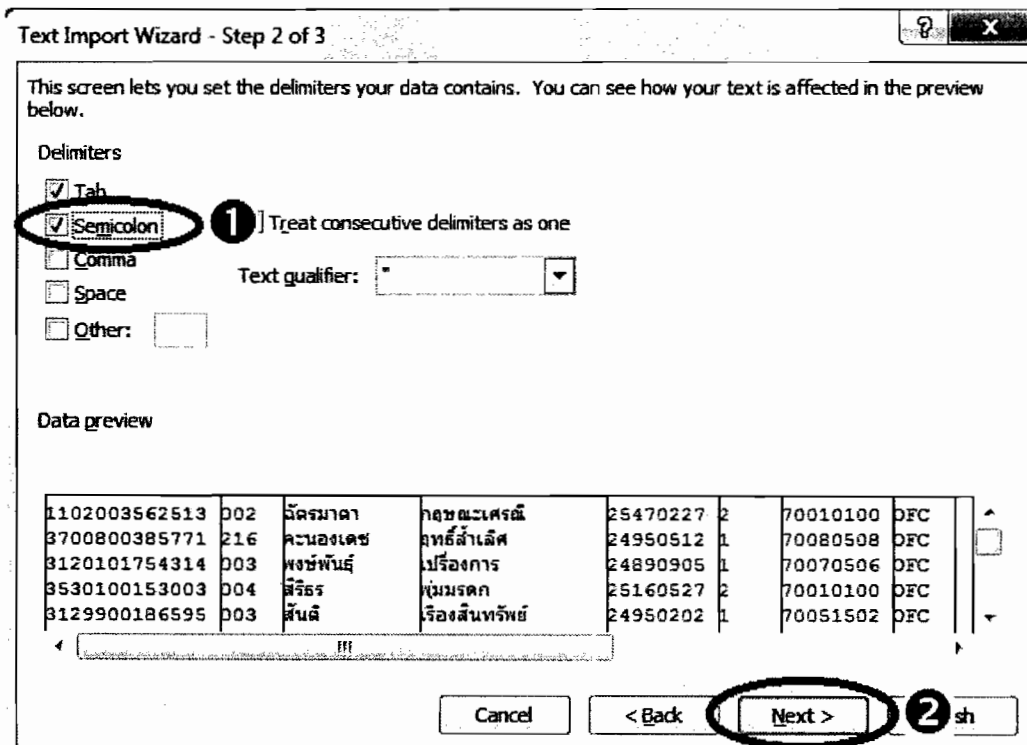 Text Import Wizard - Step 2 of 3
This screen lets you set the delimiters your data contains. You can see how your text is affected in the preview
below.
Delimiters
Tab
Semicolon
1
Treat consecutive delimiters as one
Comma
Text qualifier: "
Space
Other:
Data preview
1102003562513 002 ฉัตรมาดา กฤษณะเศรณี 25470227 2 70010100 OFC
3700800385771 216 คะนองเดช ฤทธิ์ล้ำเลิศ 24950512 1 70080508 OFC
3120101754314 003 พงษ์พันธุ์ เปรื่องการ 24890905 1 70070506 OFC
3530100153003 004 สิริธร พุ่มมรดก 25160527 2 70010100 OFC
3129900186595 003 สันติ เรืองสินทรัพย์ 24950202 1 70051502 OFC
Cancel < Back Next > 2 sh